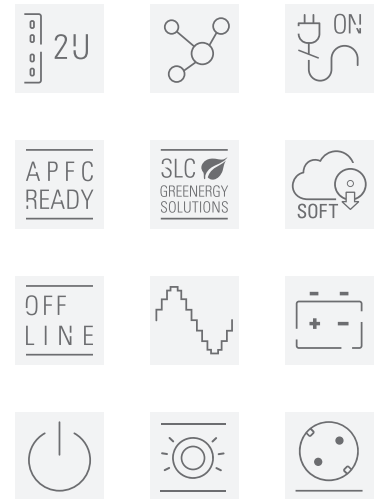 2U
ON
APFC
READY
SLC
GREENERGY
SOLUTIONS
SOFT
OFF
LINE